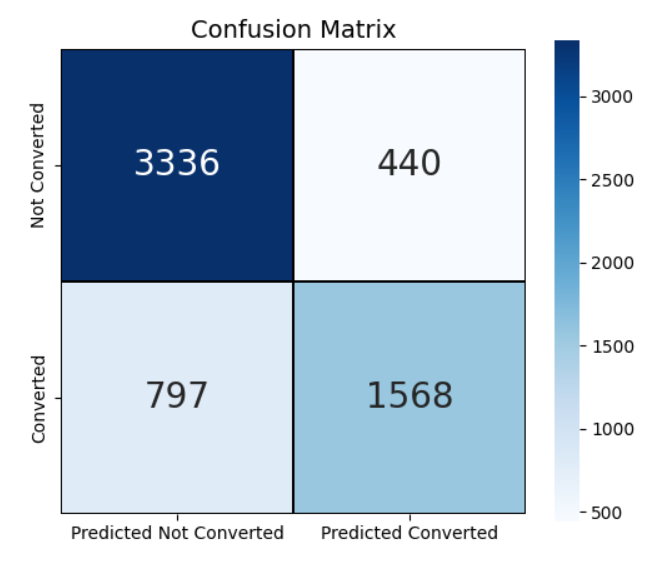 Confusion Matrix
Not Converted
3336
440
Converted
797
1568
Predicted Not Converted
Predicted Converted
3000
2500
2000
1500
1000
500